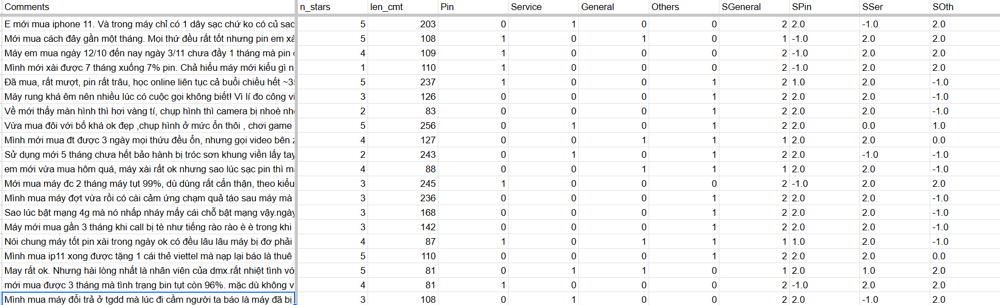 Comments n_stars len_cmt Pin Service General Others SGeneral SPin SSer SOth
E mới mua iphone 11. Và trong máy chỉ có 1 dây sạc chứ ko có củ sạc 5 203 0 1 0 0 2 2.0 -1.0 2.0
Mới mua cách đây gần một tháng. Mọi thứ đều rất tốt nhưng pin em xà 5 108 1 0 1 0 1 -1.0 2.0 2.0
Máy em mua ngày 12/10 đến nay ngày 3/11 chưa đầy 1 tháng mà pin 4 109 1 0 0 0 2 -1.0 2.0 2.0
Mình mới xài được 7 tháng xuống 7% pin. Chả hiểu máy mới kiểu gì n 1 110 1 0 0 0 2 -1.0 2.0 2.0
Đã mua, rất mượt, pin rất trâu, học online liên tục cả buổi chiều hết ~35 5 237 1 0 0 1 2 1.0 2.0 -1.0
Máy rung khá êm nên nhiều lúc có cuộc gọi không biết! Vì lí đo công vi 3 126 0 0 0 1 2 2.0 2.0 -1.0
Về mới thấy màn hình thì hơi vàng tí, chụp hình thì camera bị nhoè nh 2 83 0 0 0 1 2 2.0 2.0 -1.0
Vừa mua đôi với bố khá ok đẹp ,chụp hình ở mức ổn thôi , chơi game 5 256 0 1 0 1 2 2.0 0.0 1.0
Mình mới mua đt được 3 ngày mọi thứu đều ổn, nhưng gọi video bên z 4 127 0 0 1 1 1 2.0 2.0 0.0
Sử dụng mới 5 tháng chưa hết bảo hành bị tróc sơn khung viền lấy tay 2 243 0 1 0 1 2 2.0 -1.0 -1.0
em mới vừa mua hôm quá, máy xài rất ok nhưng sao lúc sạc pin thì m 4 88 0 0 1 1 1 2.0 2.0 -1.0
Mới mua máy đc 2 tháng máy tụt 99%, dù dùng rất cẩn thận, theo kiểu 3 245 1 0 0 0 2 -1.0 2.0 2.0
Mình mua máy đợt vừa rồi có cài cảm ứng chạm quả táo sau máy mà 3 236 0 0 0 1 2 2.0 2.0 -1.0
Sao lúc bật mạng 4g mà nó nhấp nháy mấy cái chỗ bật mạng vậy.ngày 3 168 0 0 0 1 2 2.0 2.0 -1.0
Máy mới mua gần 3 tháng khi call bị tè như tiếng rào rào è è trong khi 3 142 0 0 0 1 2 2.0 2.0 -1.0
Nói chung máy tốt pin xài trong ngày ok có đều lâu lâu máy bị đơ phải 4 87 1 0 1 1 1 1.0 2.0 -1.0
Mình mua ip11 xong được tặng 1 cái thẻ viettel mà nạp lại báo là thuê 5 110 0 0 0 1 2 2.0 2.0 0.0
May rất ok. Nhưng hài lòng nhất là nhân viên của dmx.rất nhiệt tình vớ 5 81 0 1 1 0 1 2.0 1.0 2.0
mới mua được 3 tháng mà tình trạng bin tụt còn 96%. mặc dù không v 4 81 1 0 0 0 2 -1.0 2.0 2.0
Mình mua máy đổi trả ở tgdd mà lúc đi cầm người ta báo là máy đã bị 3 108 0 1 0 0 2 2.0 -1.0 2.0